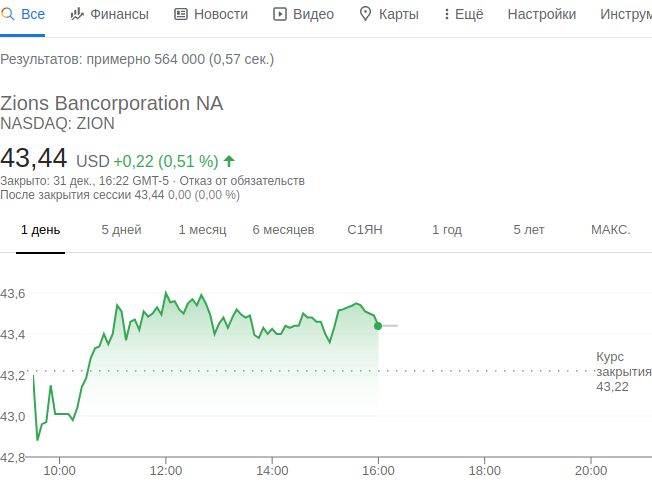 Все Финансы Новости Видео Карты Ещё Настройки Инструм
Результатов: примерно 564 000 (0,57 сек.)
Zions Bancorporation NA
NASDAQ: ZION
43,44 USD +0,22 (0,51 %)
Закрыто: 31 дек., 16:22 GMT-5 · Отказ от обязательств
После закрытия сессии 43,44 0,00 (0,00 %)
1 день 5 дней 1 месяц 6 месяцев С1ЯН 1 год 5 лет МАКС.
43,6
43,4
43,2
43,0
42,8
Курс
закрытия
43,22
10:00 12:00 14:00 16:00 18:00 20:00